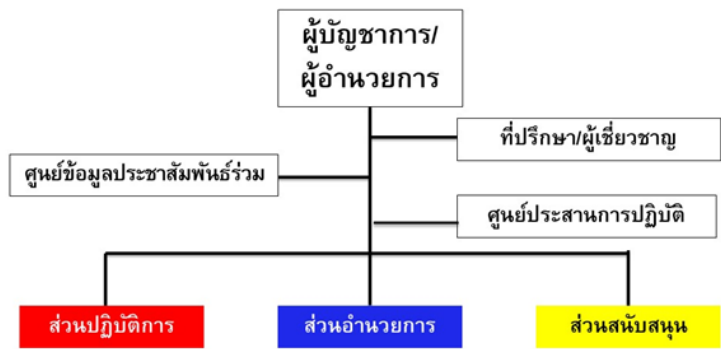 ผู้บัญชาการ/
ผู้อำนวยการ
ที่ปรึกษา/ผู้เชี่ยวชาญ
ศูนย์ข้อมูลประชาสัมพันธ์ร่วม
ศูนย์ประสานการปฏิบัติ
ส่วนปฏิบัติการ
ส่วนอำนวยการ
ส่วนสนับสนุน